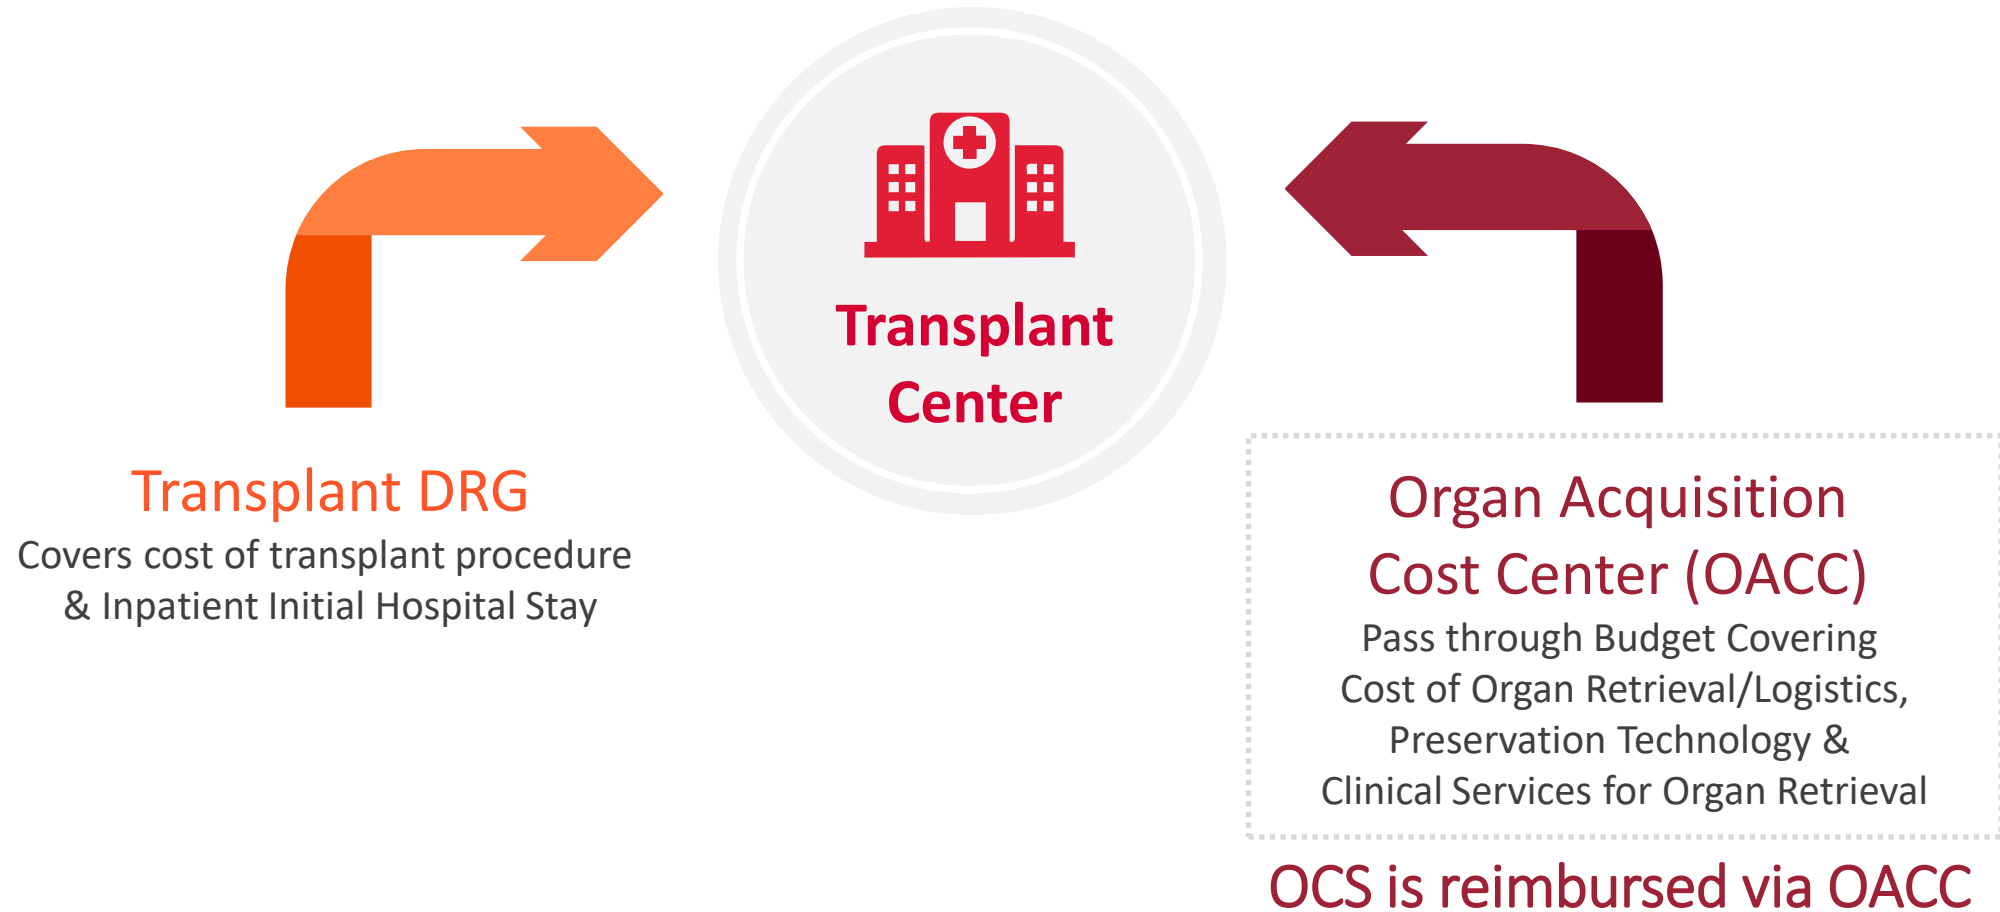 Transplant
Center
Transplant DRG
Covers cost of transplant procedure
& Inpatient Initial Hospital Stay
Organ Acquisition
Cost Center (OACC)
Pass through Budget Covering
Cost of Organ Retrieval/Logistics,
Preservation Technology &
Clinical Services for Organ Retrieval
OCS is reimbursed via OACC